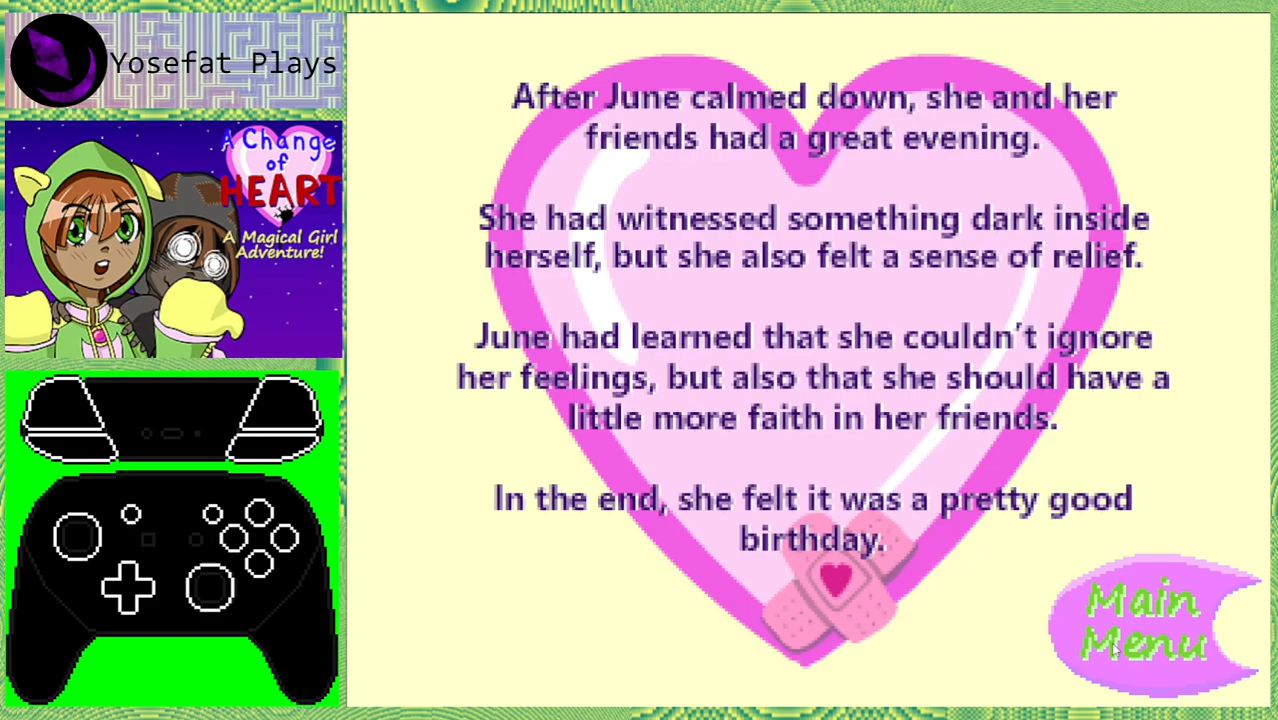 Yosefat Plays
A Change
of
HEART
A Magical Girl
Adventure!
After June calmed down, she and her
friends had a great evening.
She had witnessed something dark inside
herself, but she also felt a sense of relief.
June had learned that she couldn't ignore
her feelings, but also that she should have a
little more faith in her friends.
In the end, she felt it was a pretty good
birthday.
Main
Menu